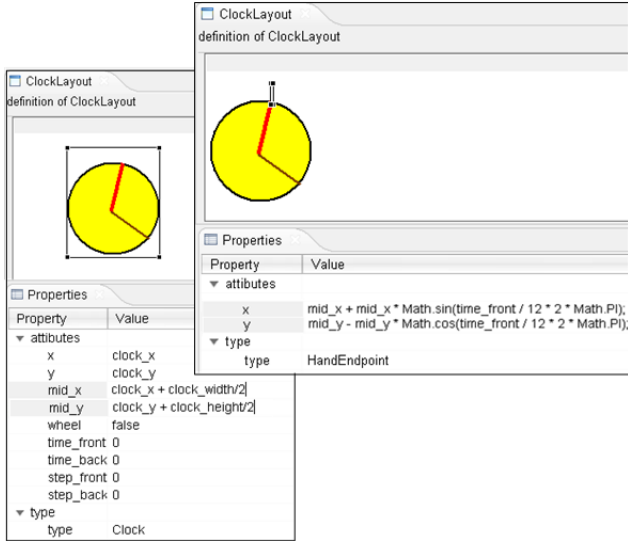 ClockLayout
definition of ClockLayout
Properties
Property Value
attibutes
x mid_x + mid_x * Math.sin(time_front / 12 * 2 * Math.PI);
y mid_y - mid_y * Math.cos(time_front / 12 * 2 * Math.PI);
type
type HandEndpoint
ClockLayout
definition of ClockLayout
Properties
Property Value
attibutes
x clock_x
y clock_y
mid_x clock_x + clock_width/2
mid_y clock_y + clock_height/2
wheel false
time_front 0
time_back 0
step_front 0
step_back 0
type
type Clock